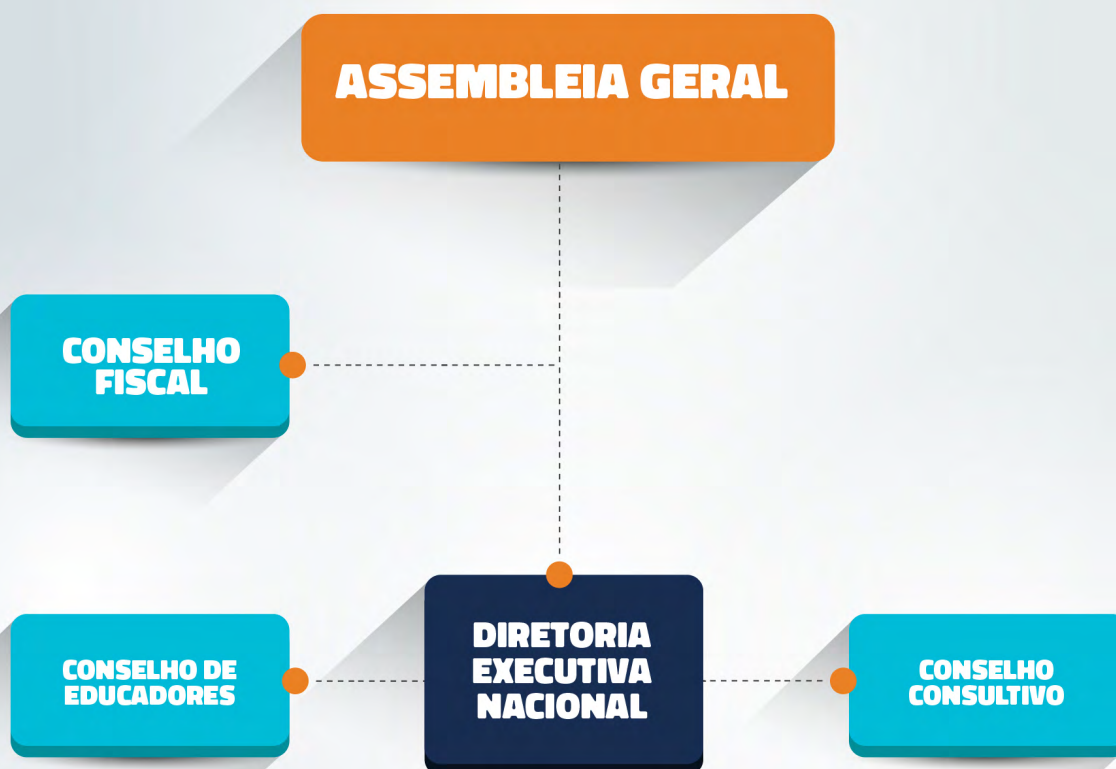 ASSEMBLEIA GERAL
CONSELHO
FISCAL
CONSELHO DE
EDUCADORES
DIRETORIA
EXECUTIVA
NACIONAL
CONSELHO
CONSULTIVO